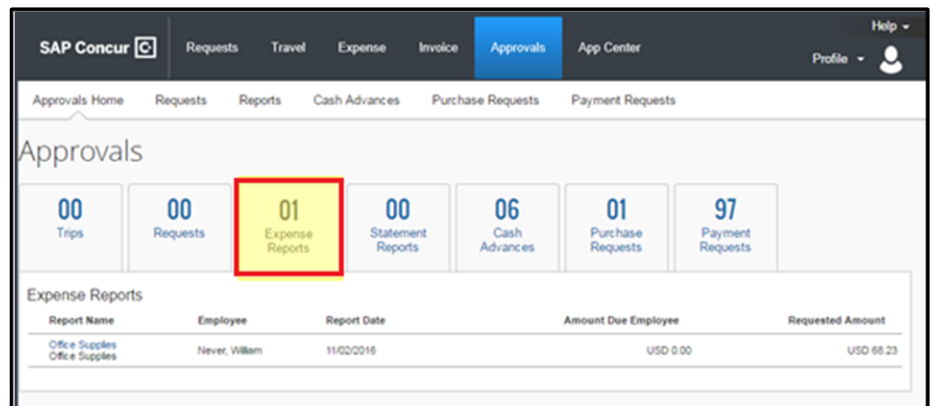 Help
SAP Concur C Requests Travel Expense Invoice Approvals App Center
Profile
Approvals Home Requests Reports Cash Advances Purchase Requests Payment Requests
Approvals
00 00 01 00 06 01 97
Trips Requests Expense Reports Statement Reports Cash Advances Purchase Requests Payment Requests
Expense Reports
Report Name Employee Report Date Amount Due Employee Requested Amount
Office Supplies
Office Supplies Never, William 11/02/2016 USD 0.00 USD 68.23